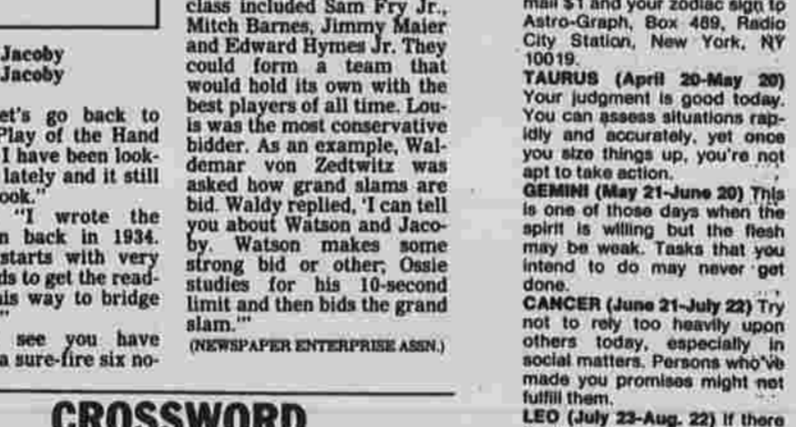 Jacoby
Jacoby
et's go back to
Play of the Hand
I have been look-
lately and it still
ook."
"I wrote the
n back in 1934.
starts with very
ds to get the read-
is way to bridge
"
see you have
a sure-fire six no-
class included Sam Fry Jr.,
Mitch Barnes, Jimmy Maier
and Edward Hymes Jr. They
could form a team that
would hold its own with the
best players of all time. Lou-
is was the most conservative
bidder. As an example, Wal-
demar von Zedtwitz was
asked how grand slams are
bid. Waldy replied, 'I can tell
you about Watson and Jaco-
by. Watson makes some
strong bid or other; Ossie
studies for his 10-second
limit and then bids the grand
slam.'"
(NEWSPAPER ENTERPRISE ASSN.)
CROSSWORD
mail $1 and your zodiac sign to
Astro-Graph, Box 489, Radio
City Station, New York, NY
10019.
TAURUS (April 20-May 20)
Your judgment is good today.
You can assess situations rap-
idly and accurately, yet once
you size things up, you're not
apt to take action.
GEMINI (May 21-June 20) This
is one of those days when the
spirit is willing but the flesh
may be weak. Tasks that you
intend to do may never get
done.
CANCER (June 21-July 22) Try
not to rely too heavily upon
others today, especially in
social matters. Persons who've
made you promises might not
fulfill them.
LEO (July 23-Aug. 22) If there